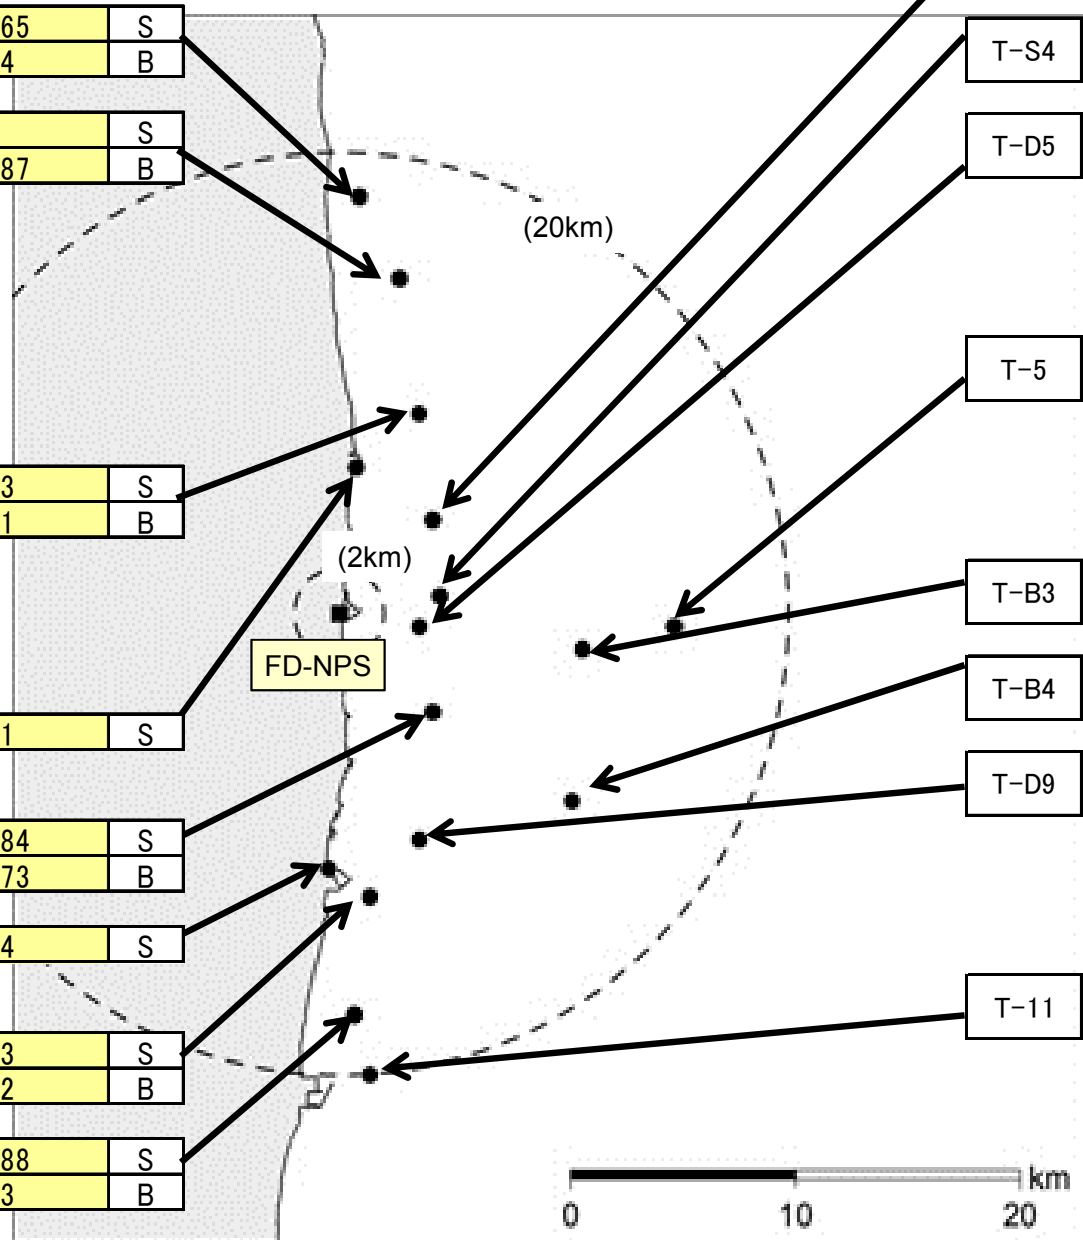 65 S
4 B
S
87 B
3 S
1 B
1 S
84 S
73 B
4 S
3 S
2 B
88 S
3 B
(20km)
(2km)
FD-NPS
T-S4
T-D5
T-5
T-B3
T-B4
T-D9
T-11
km
0 10 20